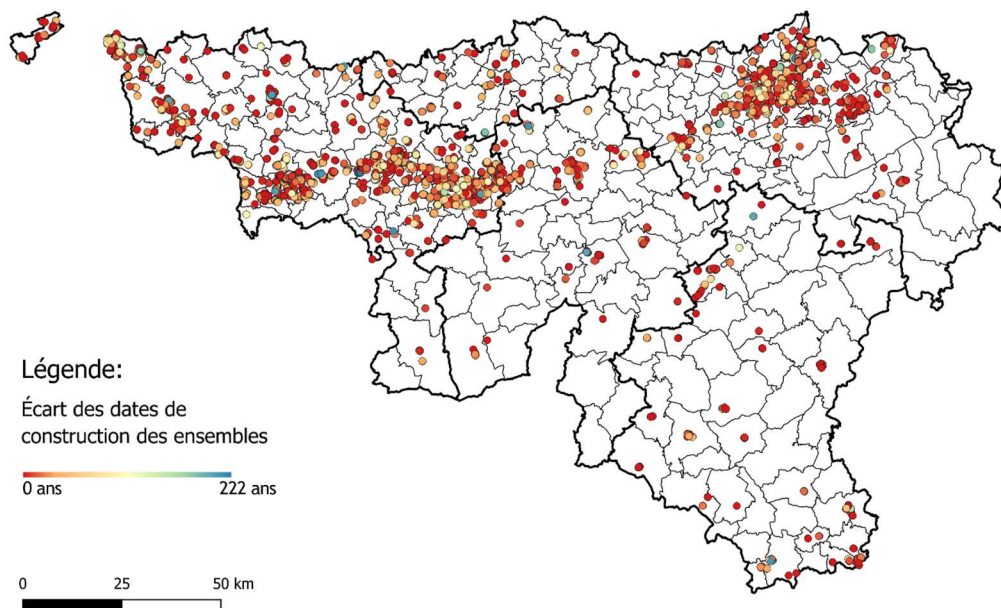 Légende:
Écart des dates de
construction des ensembles
0 ans 222 ans
0 25 50 km